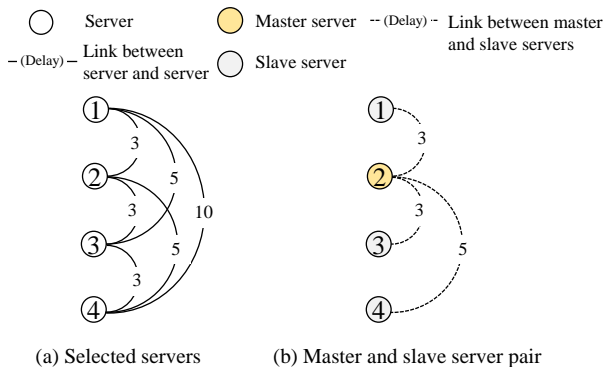 Server
Master server
--(Delay)--
Link between master
and slave servers
–(Delay)–
Link between
server and server
Slave server
1
2
3
4
3
3
3
5
5
10
1
2
3
4
3
3
5
(a) Selected servers
(b) Master and slave server pair